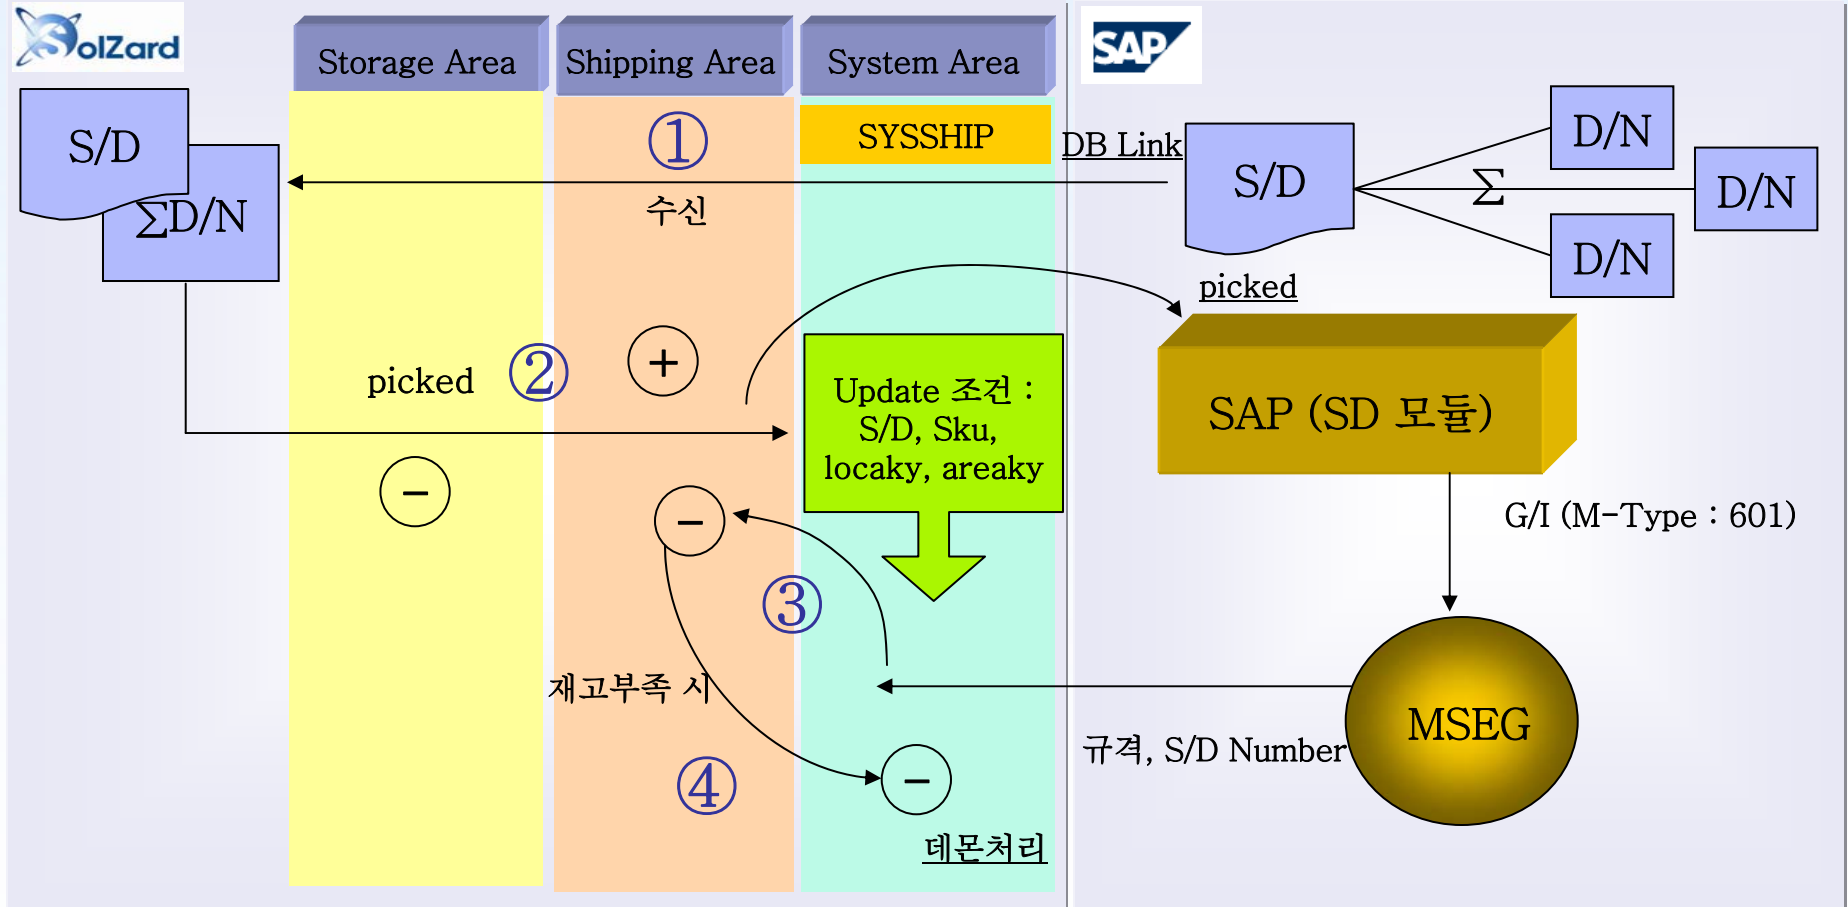 SolZard
Storage Area
Shipping Area
System Area
SAP
S/D
ΣD/N
①
수신
SYSSHIP
DB Link
S/D
Σ
D/N
D/N
D/N
picked
②
+
picked
−
Update 조건 :
S/D, Sku,
locaky, areaky
SAP (SD 모듈)
G/I (M-Type : 601)
−
③
재고부족 시
MSEG
규격, S/D Number
④
−
데몬처리